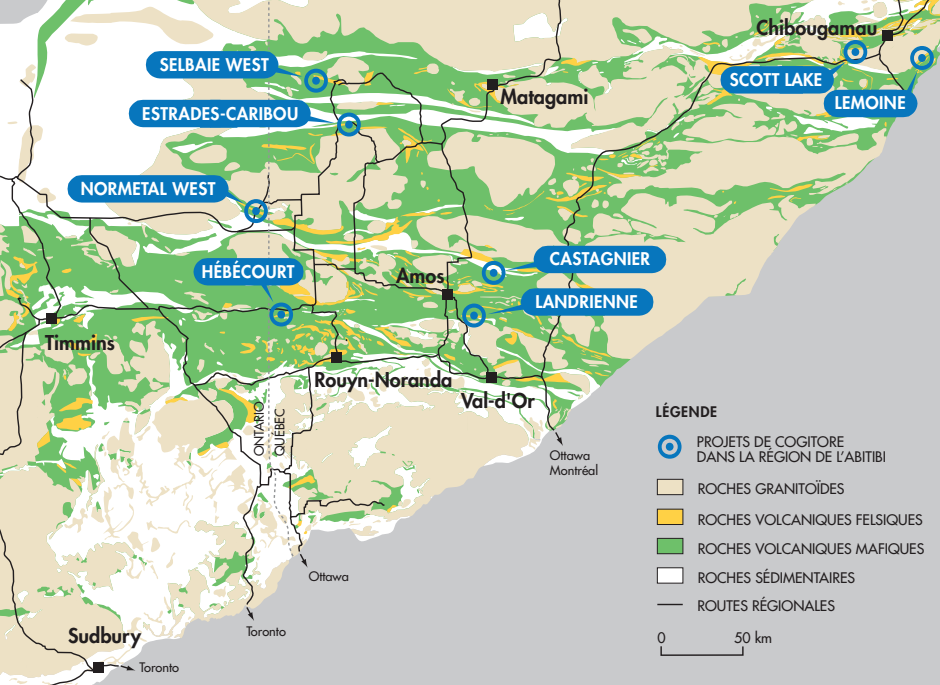 Chibougamau
SELBAIE WEST
SCOTT LAKE
Matagami
LEMOINE
ESTRADES-CARIBOU
NORMETAL WEST
CASTAGNIER
HÉBÉCOURT
Amos
LANDRIENNE
Timmins
Rouyn-Noranda
Val-d'Or
ONTARIO
QUÉBEC
Ottawa
Montréal
Ottawa
Toronto
Sudbury
Toronto
LÉGENDE
PROJETS DE COGITORE
DANS LA RÉGION DE L'ABITIBI
ROCHES GRANITOÏDES
ROCHES VOLCANIQUES FELSIQUES
ROCHES VOLCANIQUES MAFIQUES
ROCHES SÉDIMENTAIRES
ROUTES RÉGIONALES
0 50 km